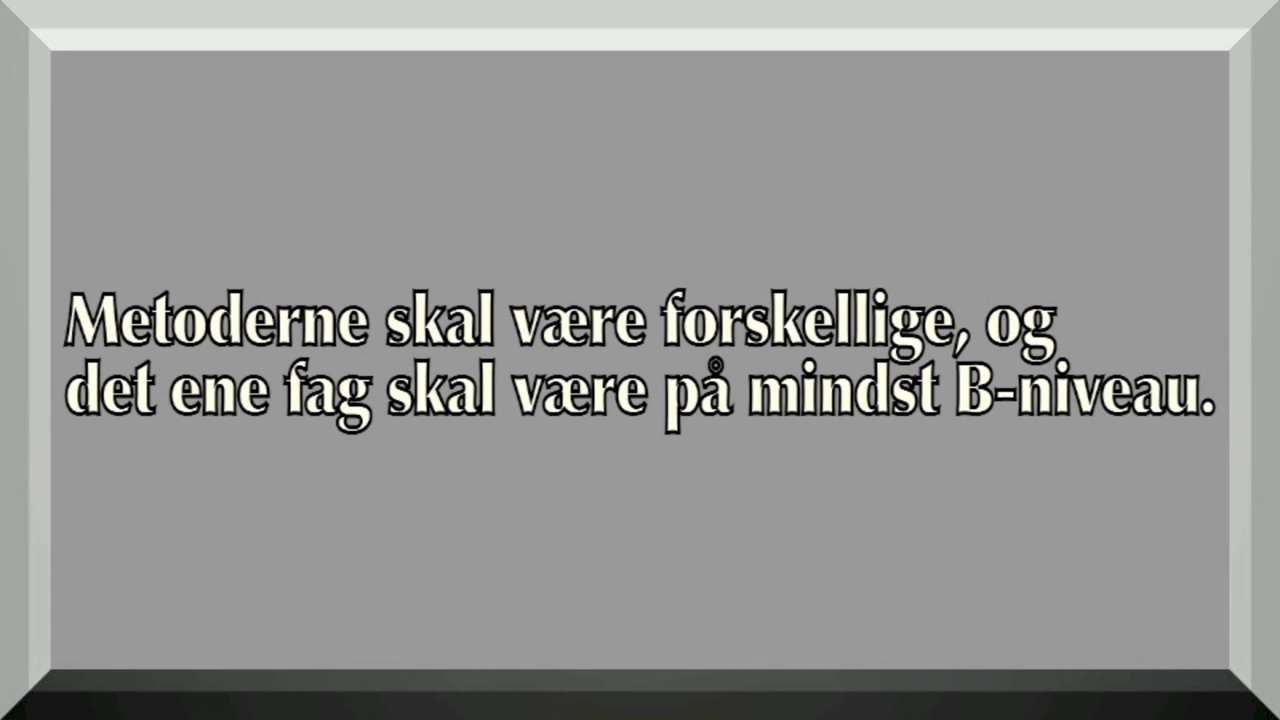 Metoderne skal være forskellige, og
det ene fag skal være på mindst B-niveau.